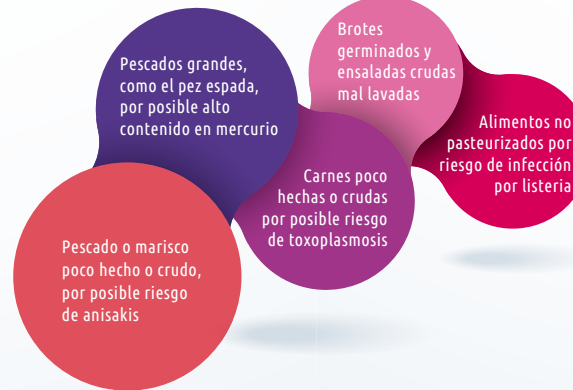 Pescados grandes,
como el pez espada,
por posible alto
contenido en mercurio
Brotes
germinados y
ensaladas crudas
mal lavadas
Alimentos no
pasteurizados por
riesgo de infección
por listeria
Carnes poco
hechas o crudas
por posible riesgo
de toxoplasmosis
Pescado o marisco
poco hecho o crudo,
por posible riesgo
de anisakis